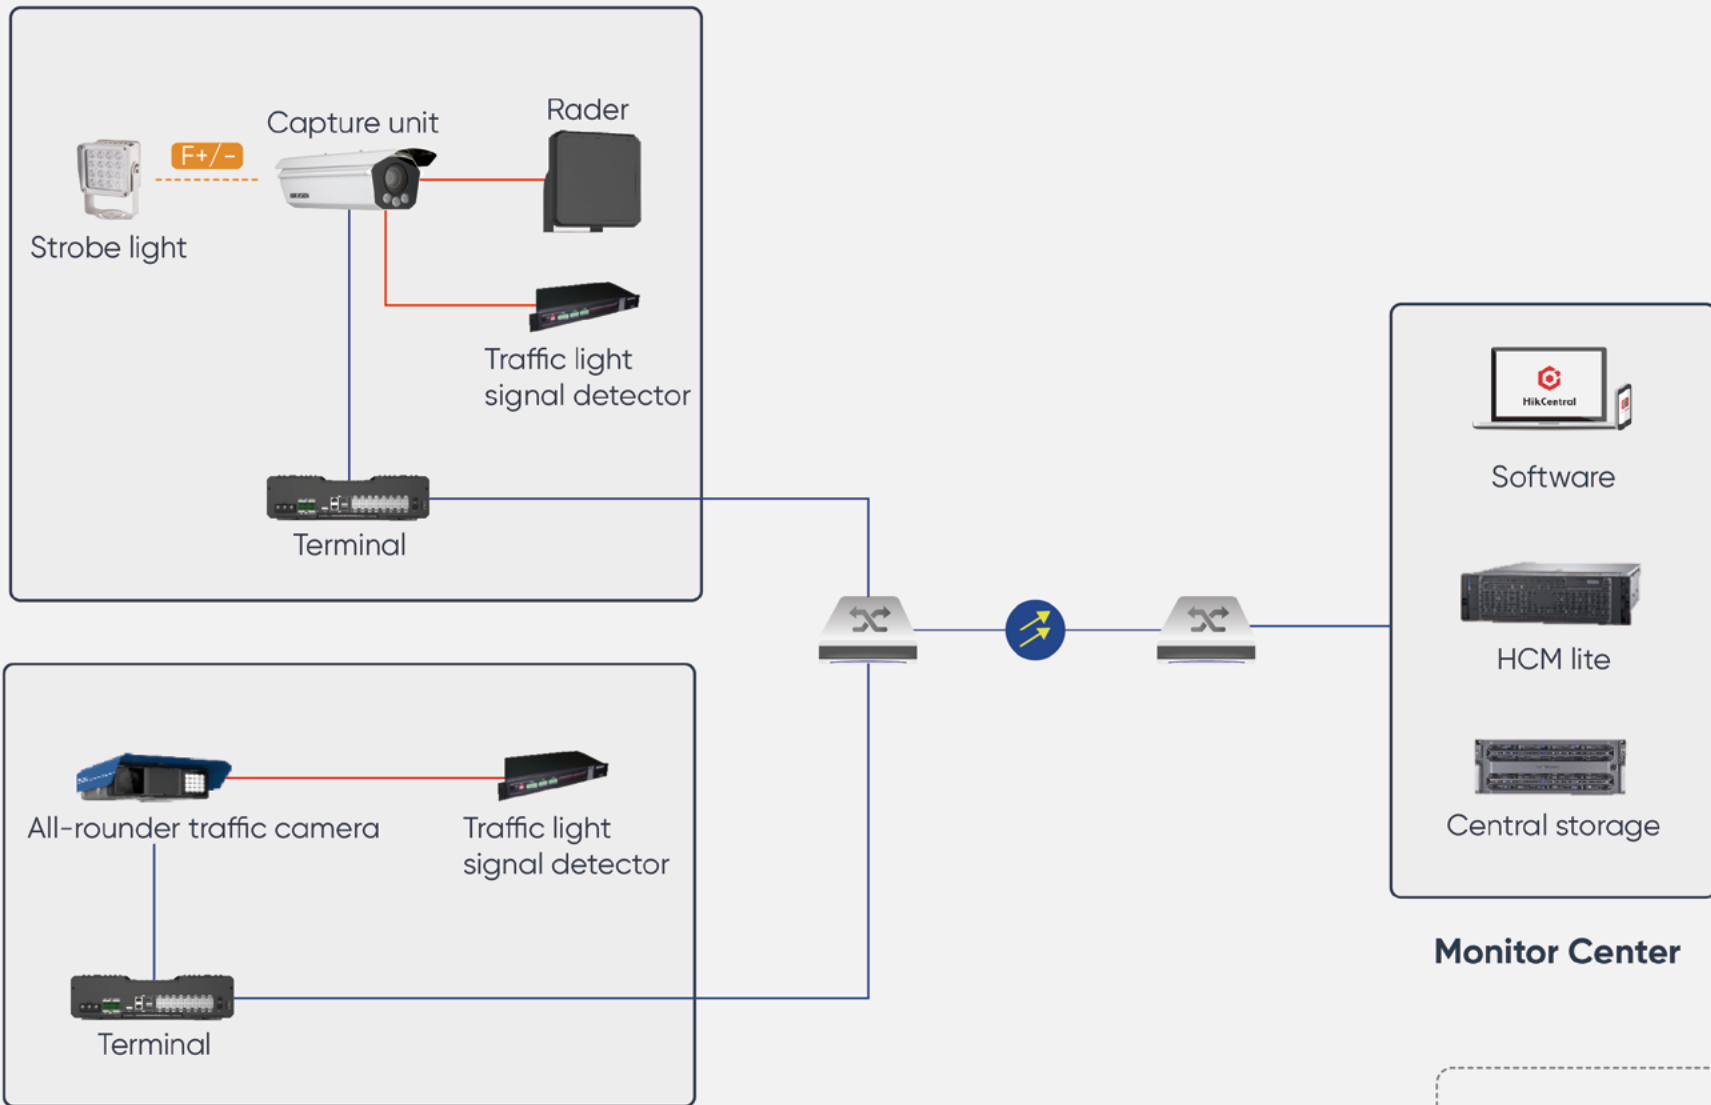 Rader
Capture unit
F+/-
HIKVISION
Strobe light
Traffic light
signal detector
Terminal
HikCentral
Software
HCM lite
Central storage
Monitor Center
All-rounder traffic camera
Traffic light
signal detector
Terminal